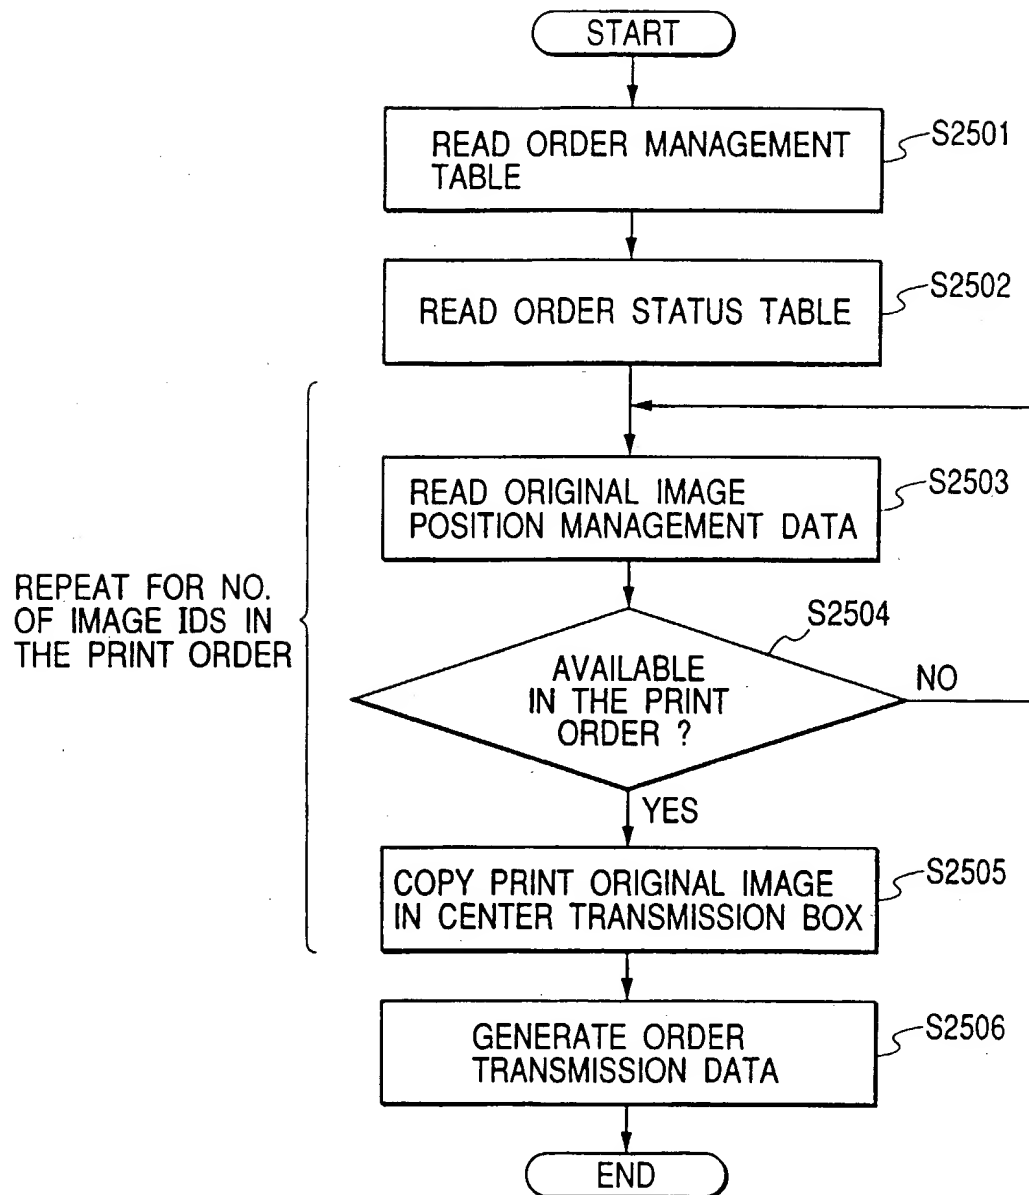 START
READ ORDER MANAGEMENT
TABLE
S2501
READ ORDER STATUS TABLE
S2502
READ ORIGINAL IMAGE
POSITION MANAGEMENT DATA
S2503
REPEAT FOR NO.
OF IMAGE IDS IN
THE PRINT ORDER
S2504
AVAILABLE
IN THE PRINT
ORDER ?
NO
YES
COPY PRINT ORIGINAL IMAGE
IN CENTER TRANSMISSION BOX
S2505
GENERATE ORDER
TRANSMISSION DATA
S2506
END